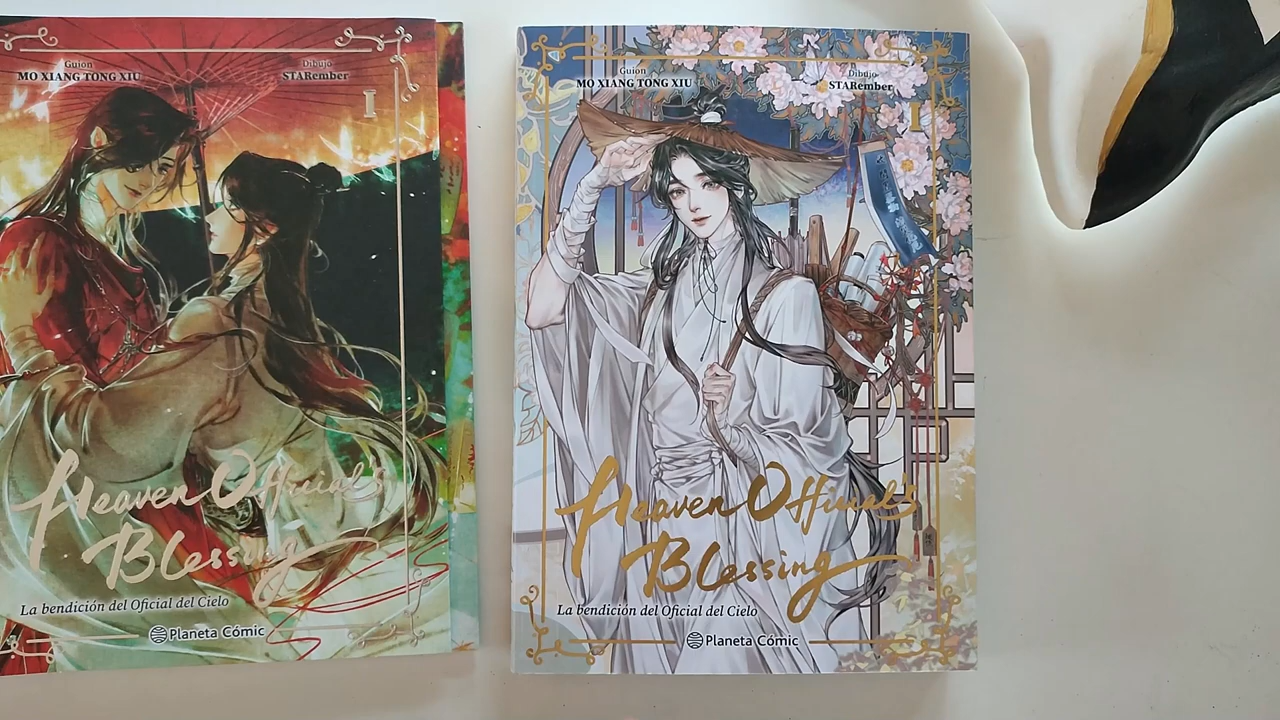 Guion
MO XIANG TONG XIU
Dibujo
STARember
I
Heaven Official's
Blessing
La bendición del Oficial del Cielo
Planeta Cómic
Guion
MO XIANG TONG XIU
Dibujo
STARember
I
Heaven Official's
Blessing
La bendición del Oficial del Cielo
Planeta Cómic